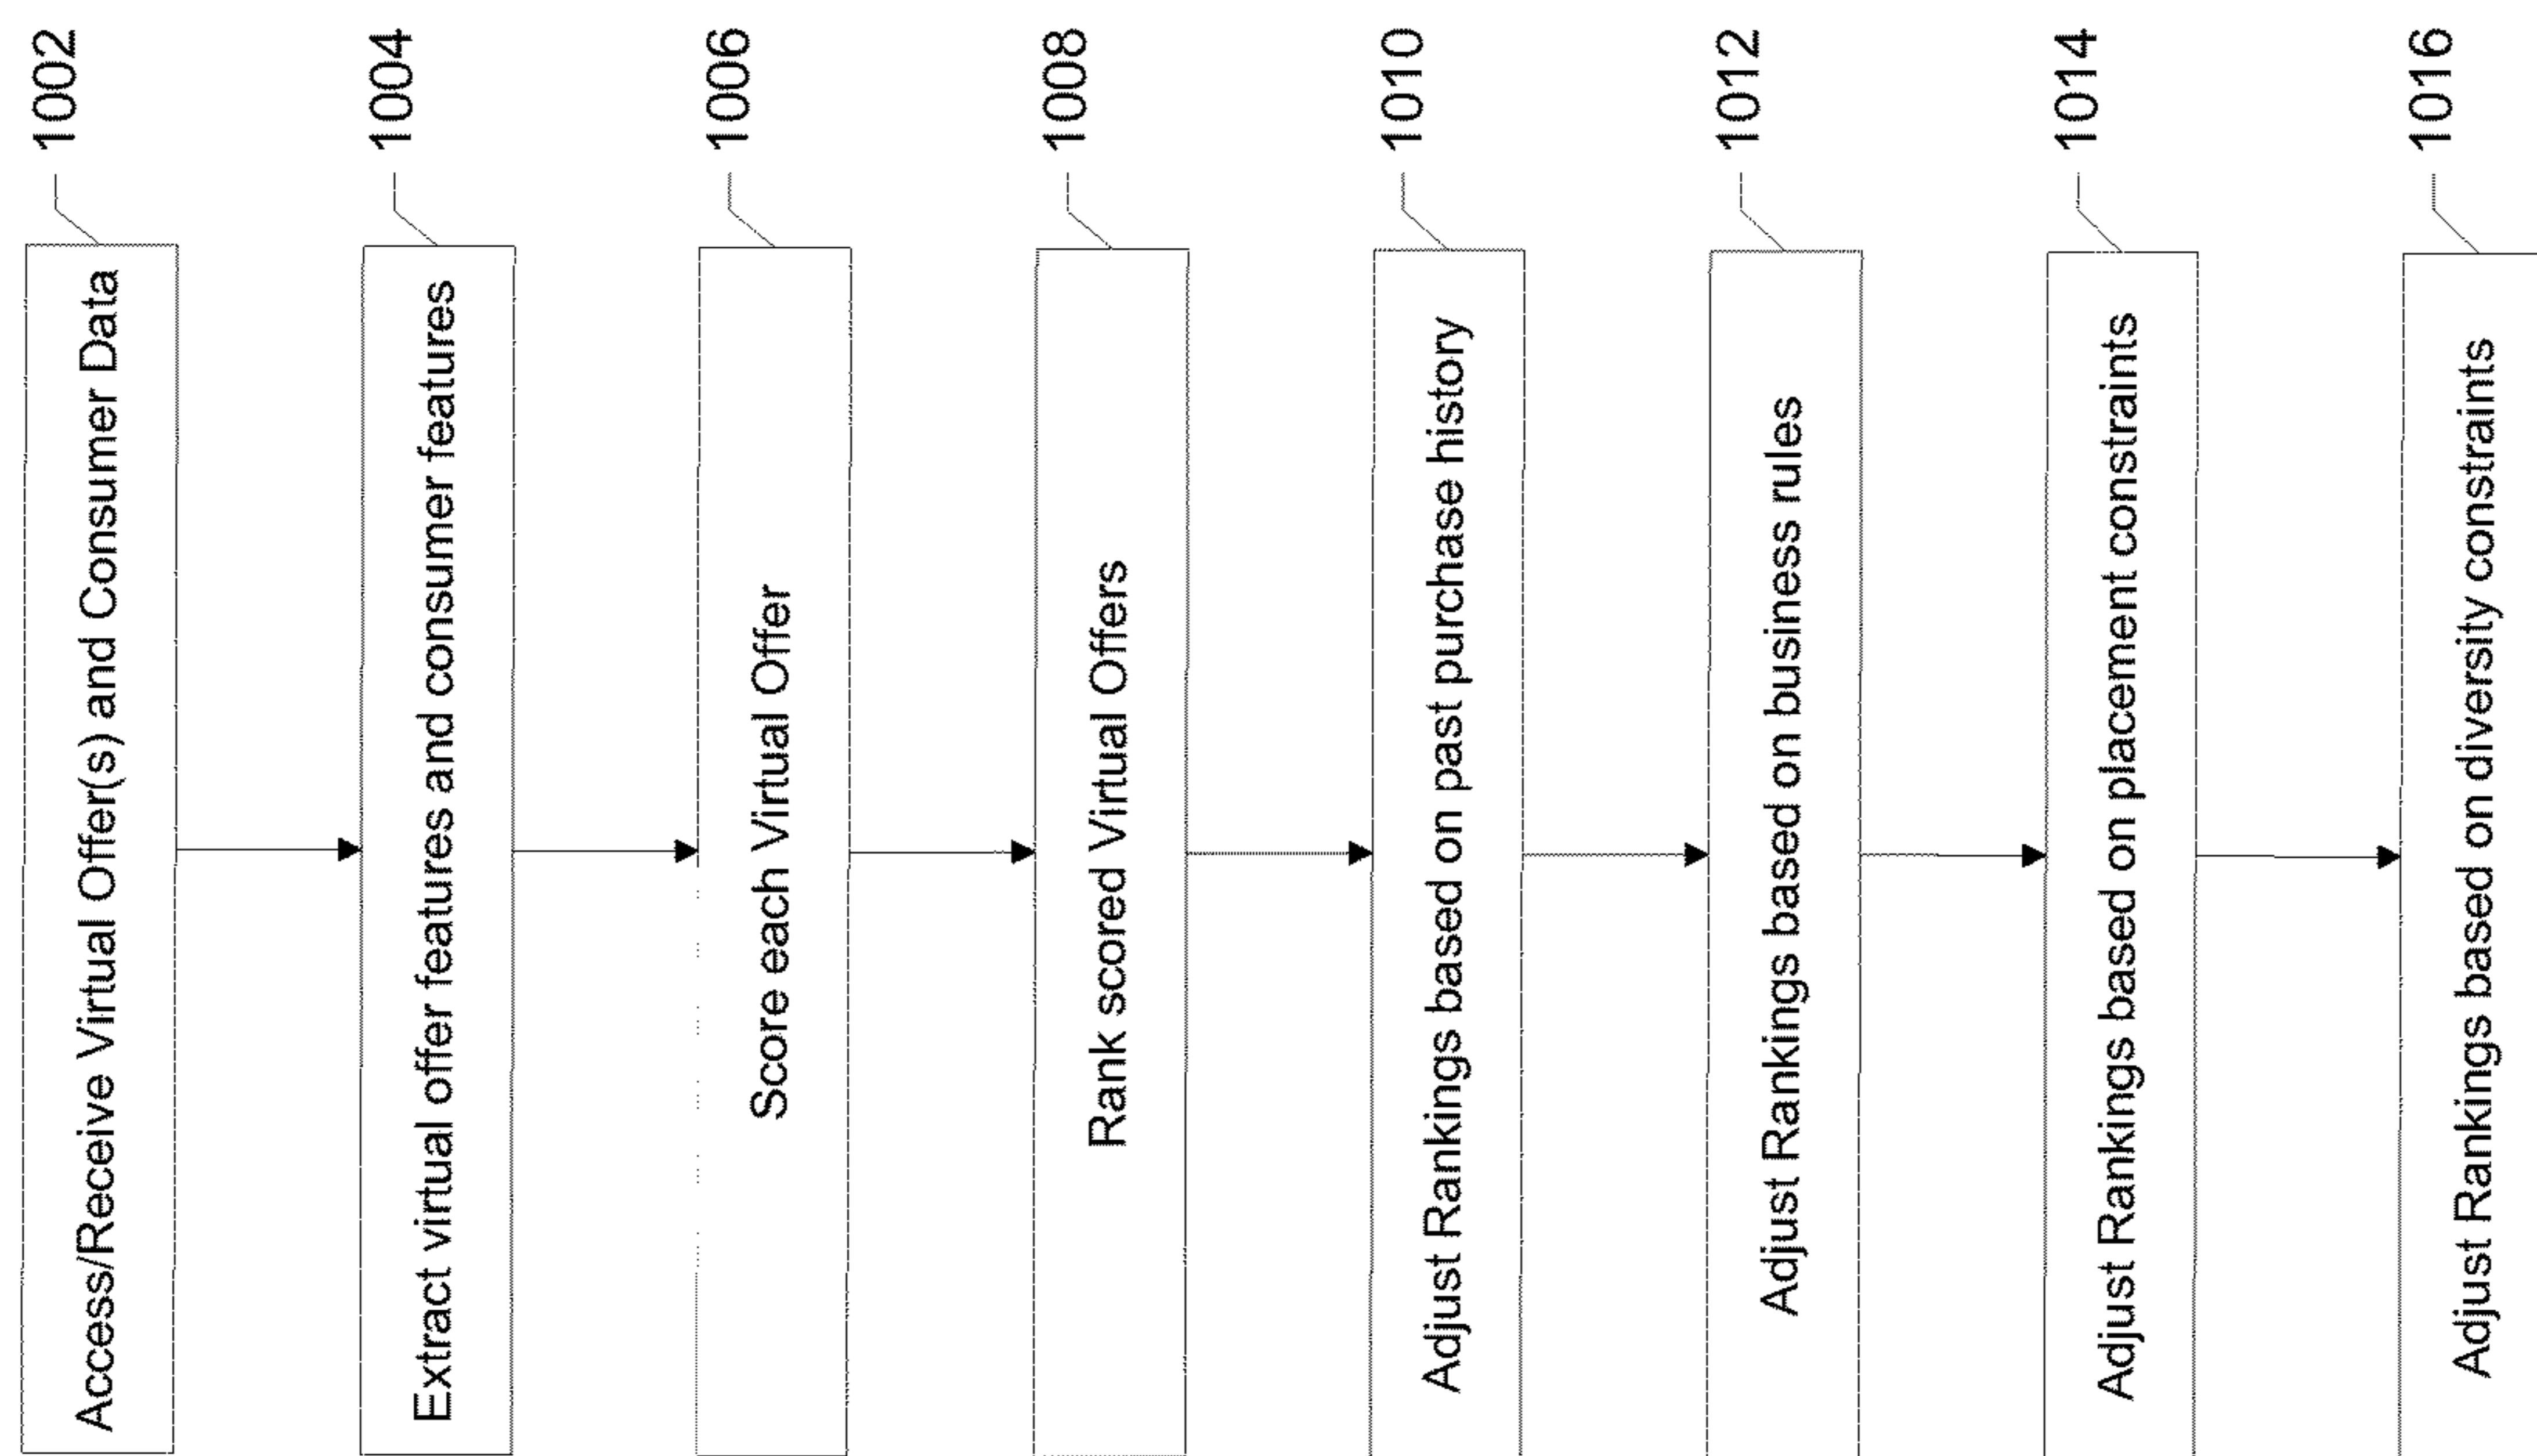 1002
Access/Receive Virtual Offer(s) and Consumer Data
1004
Extract virtual offer features and consumer features
1006
Score each Virtual Offer
1008
Rank scored Virtual Offers
1010
Adjust Rankings based on past purchase history
1012
Adjust Rankings based on business rules
1014
Adjust Rankings based on placement constraints
1016
Adjust Rankings based on diversity constraints